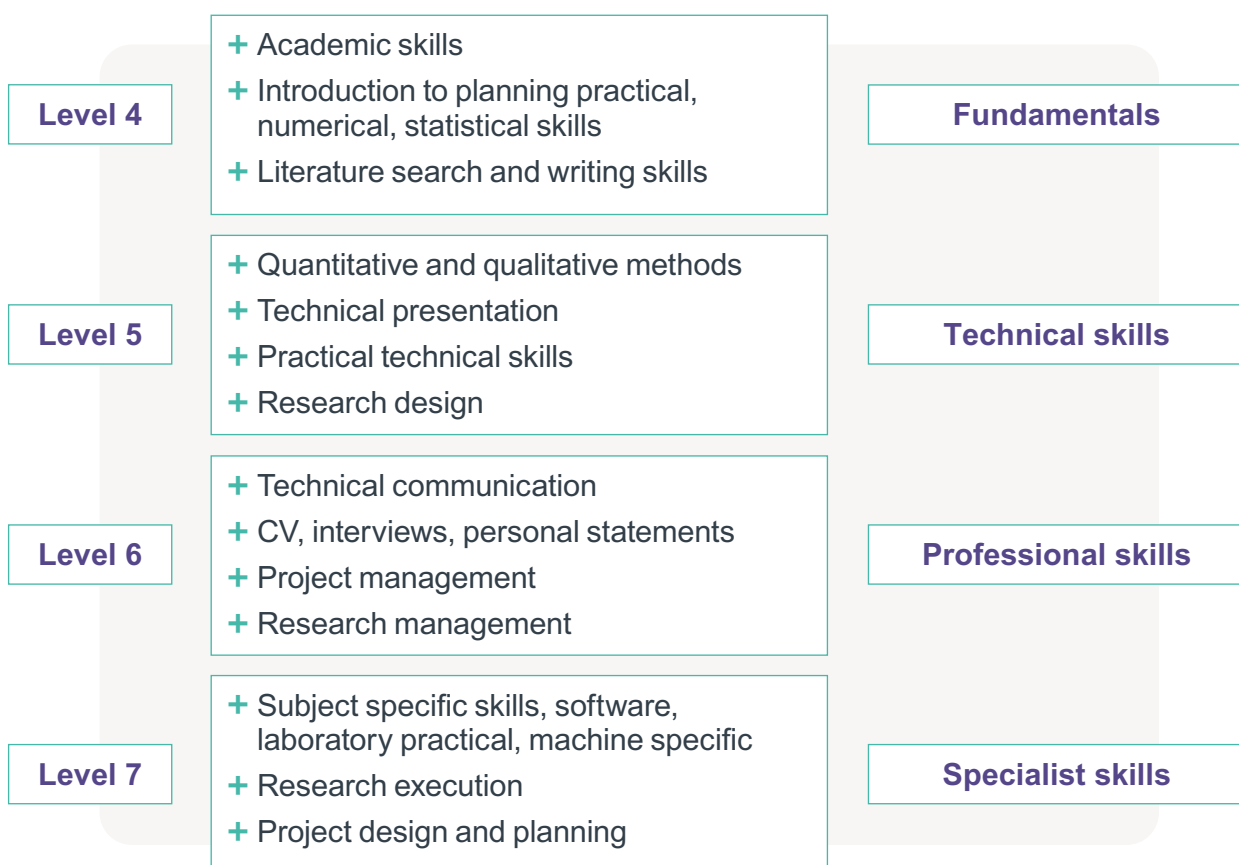 Level 4
+ Academic skills
+ Introduction to planning practical,
numerical, statistical skills
+ Literature search and writing skills
Fundamentals
Level 5
+ Quantitative and qualitative methods
+ Technical presentation
+ Practical technical skills
+ Research design
Technical skills
Level 6
+ Technical communication
+ CV, interviews, personal statements
+ Project management
+ Research management
Professional skills
Level 7
+ Subject specific skills, software,
laboratory practical, machine specific
+ Research execution
+ Project design and planning
Specialist skills